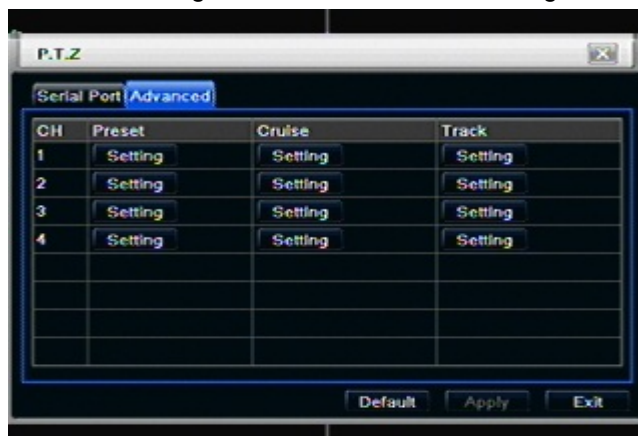 P.T.Z
Serial Port Advanced
CH Preset Cruise Track
1 Setting Setting Setting
2 Setting Setting Setting
3 Setting Setting Setting
4 Setting Setting Setting
Default Apply Exit